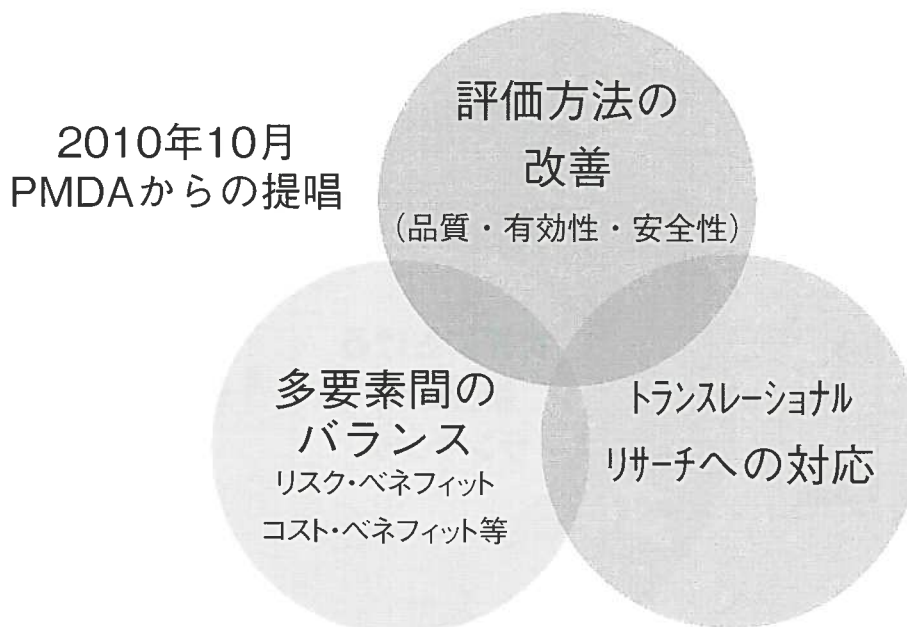 2010年10月
PMDAからの提唱
評価方法の
改善
(品質・有効性・安全性)
多要素間の
バランス
リスク・ベネフィット
コスト・ベネフィット等
トランスレーショナル
リサーチへの対応